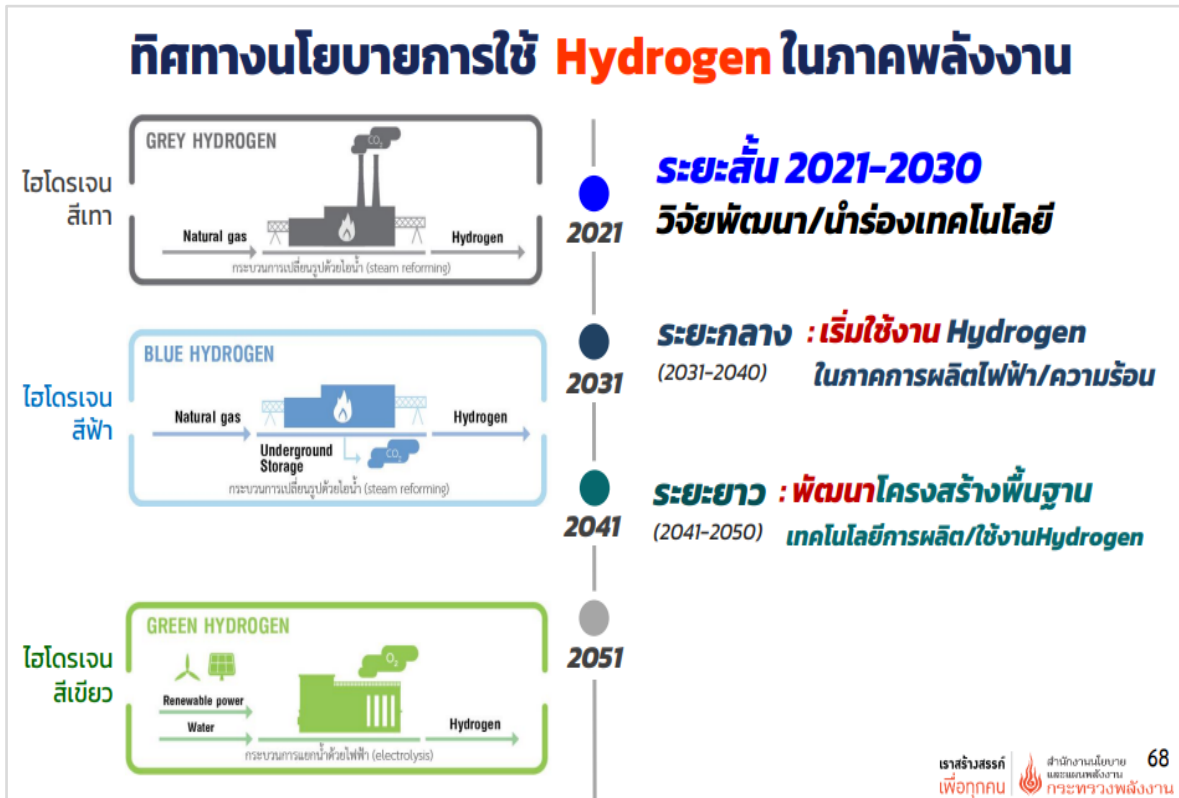 ทิศทางนโยบายการใช้ Hydrogen ในภาคพลังงาน
ไฮโดรเจน
สีเทา
GREY HYDROGEN
CO2
Natural gas
Hydrogen
กระบวนการเปลี่ยนรูปด้วยไอน้ำ (steam reforming)
2021
ระยะสั้น 2021-2030
วิจัยพัฒนา/นำร่องเทคโนโลยี
ไฮโดรเจน
สีฟ้า
BLUE HYDROGEN
Natural gas
Hydrogen
Underground
Storage
CO2
กระบวนการเปลี่ยนรูปด้วยไอน้ำ (steam reforming)
2031
ระยะกลาง : เริ่มใช้งาน Hydrogen
(2031-2040) ในภาคการผลิตไฟฟ้า/ความร้อน
2041
ระยะยาว : พัฒนาโครงสร้างพื้นฐาน
(2041-2050) เทคโนโลยีการผลิต/ใช้งานHydrogen
ไฮโดรเจน
สีเขียว
GREEN HYDROGEN
O2
Renewable power
Water
Hydrogen
กระบวนการแยกน้ำด้วยไฟฟ้า (electrolysis)
2051
เราสร้างสรรค์
เพื่อทุกคน
สำนักงานนโยบาย
และแผนพลังงาน
กระทรวงพลังงาน
68